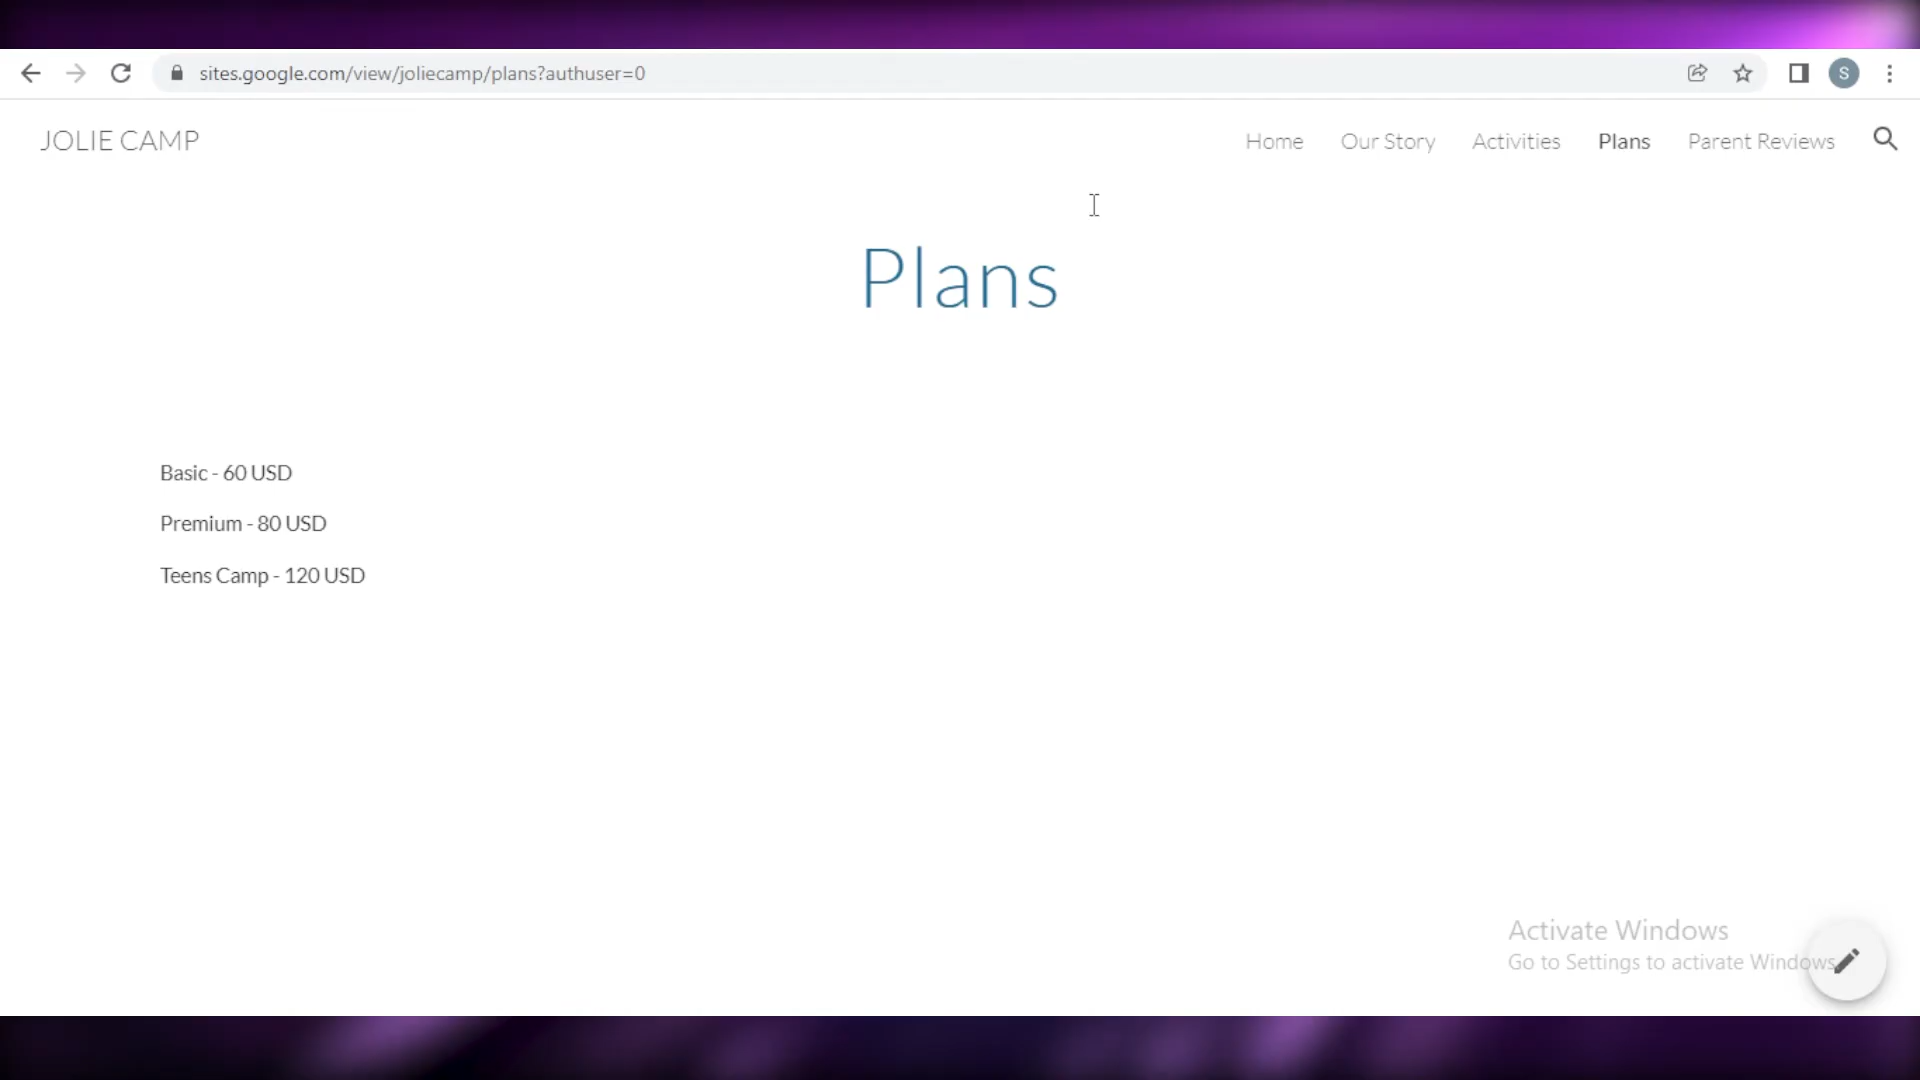 sites.google.com/view/joliecamp/plans?authuser=0
S
JOLIE CAMP
Home Our Story Activities Plans Parent Reviews
Plans
Basic - 60 USD
Premium - 80 USD
Teens Camp - 120 USD
Activate Windows
Go to Settings to activate Windows